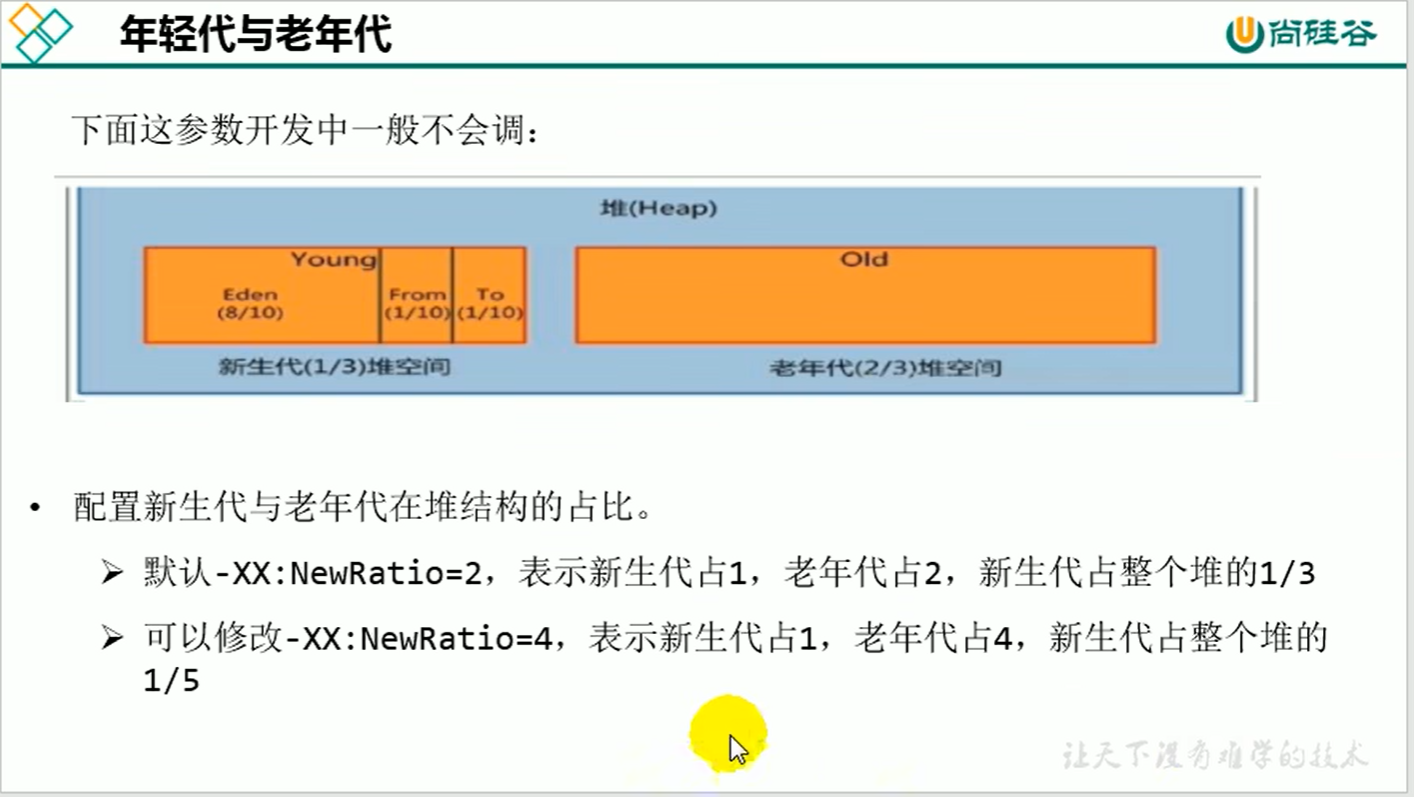 年轻代与老年代
尚硅谷
下面这参数开发中一般不会调：
堆(Heap)
Young
Eden
(8/10)
From
(1/10)
To
(1/10)
Old
新生代(1/3)堆空间
老年代(2/3)堆空间
• 配置新生代与老年代在堆结构的占比。
➢ 默认-XX:NewRatio=2，表示新生代占1，老年代占2，新生代占整个堆的1/3
➢ 可以修改-XX:NewRatio=4，表示新生代占1，老年代占4，新生代占整个堆的
1/5
让天下没有难学的技术